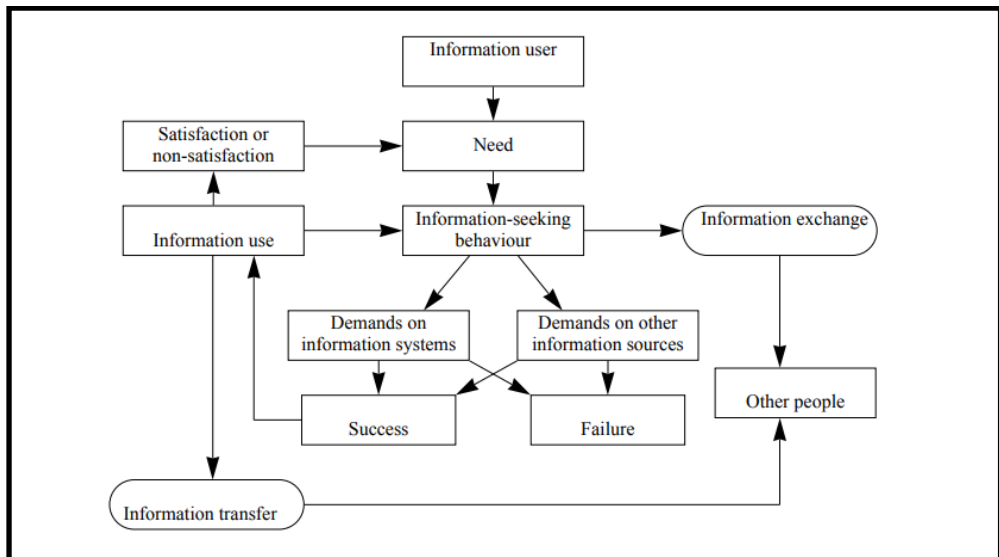 Information user
Satisfaction or
non-satisfaction
Need
Information use
Information-seeking
behaviour
Information exchange
Demands on
information systems
Demands on other
information sources
Success
Failure
Other people
Information transfer